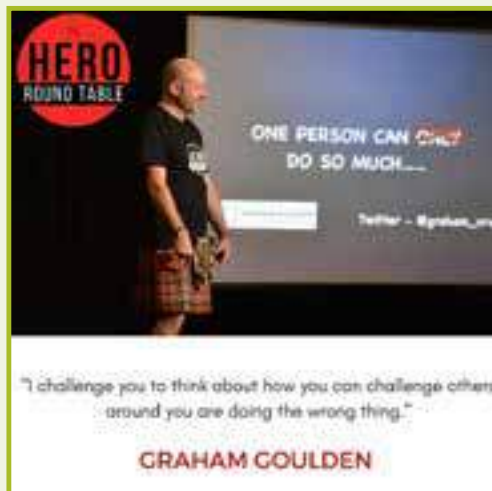 HERO
ROUND TABLE
ONE PERSON CAN ONLY
DO SO MUCH......
Twitter - @graham_
"I challenge you to think about how you can challenge others
around you are doing the wrong thing."
GRAHAM GOULDEN